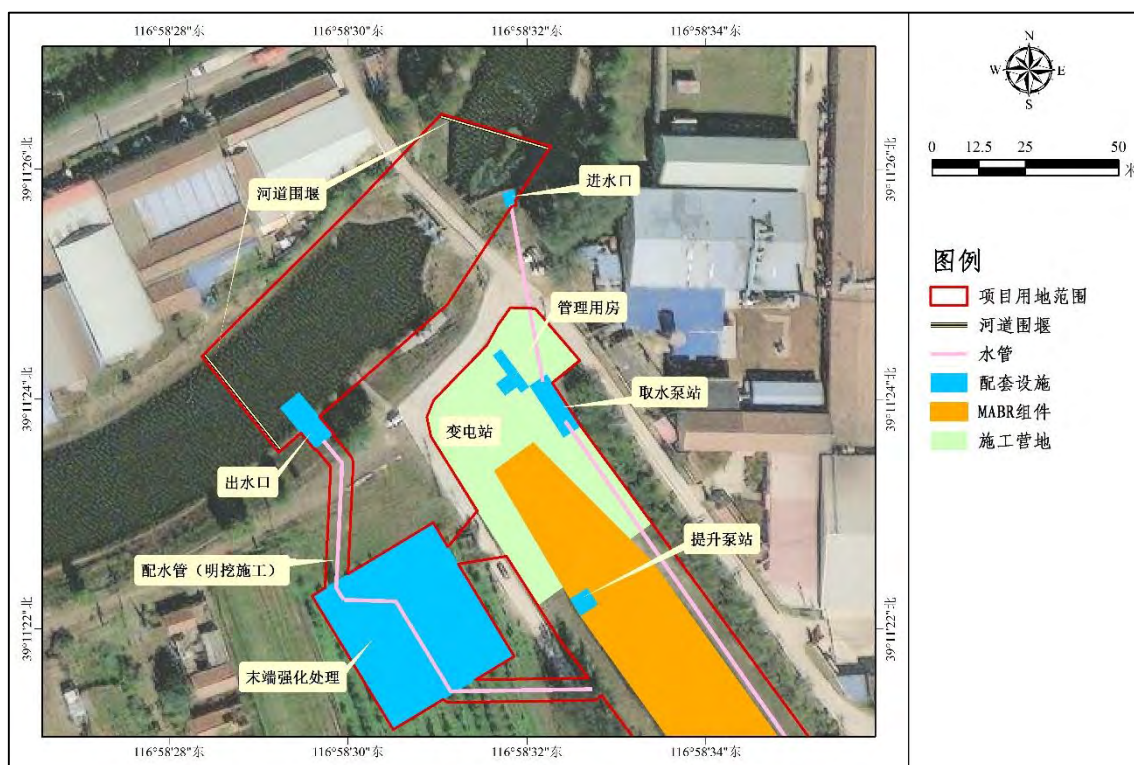 116°58'28"东
116°58'30"东
116°58'32"东
116°58'34"东
39°11'26"北
39°11'26"北
河道围堰
进水口
管理用房
39°11'24"北
39°11'24"北
取水泵站
变电站
出水口
提升泵站
配水管（明挖施工）
39°11'22"北
39°11'22"北
末端强化处理
116°58'28"东
116°58'30"东
116°58'32"东
116°58'34"东
N
W
E
S
0 12.5 25 50
米
图例
项目用地范围
河道围堰
水管
配套设施
MABR组件
施工营地